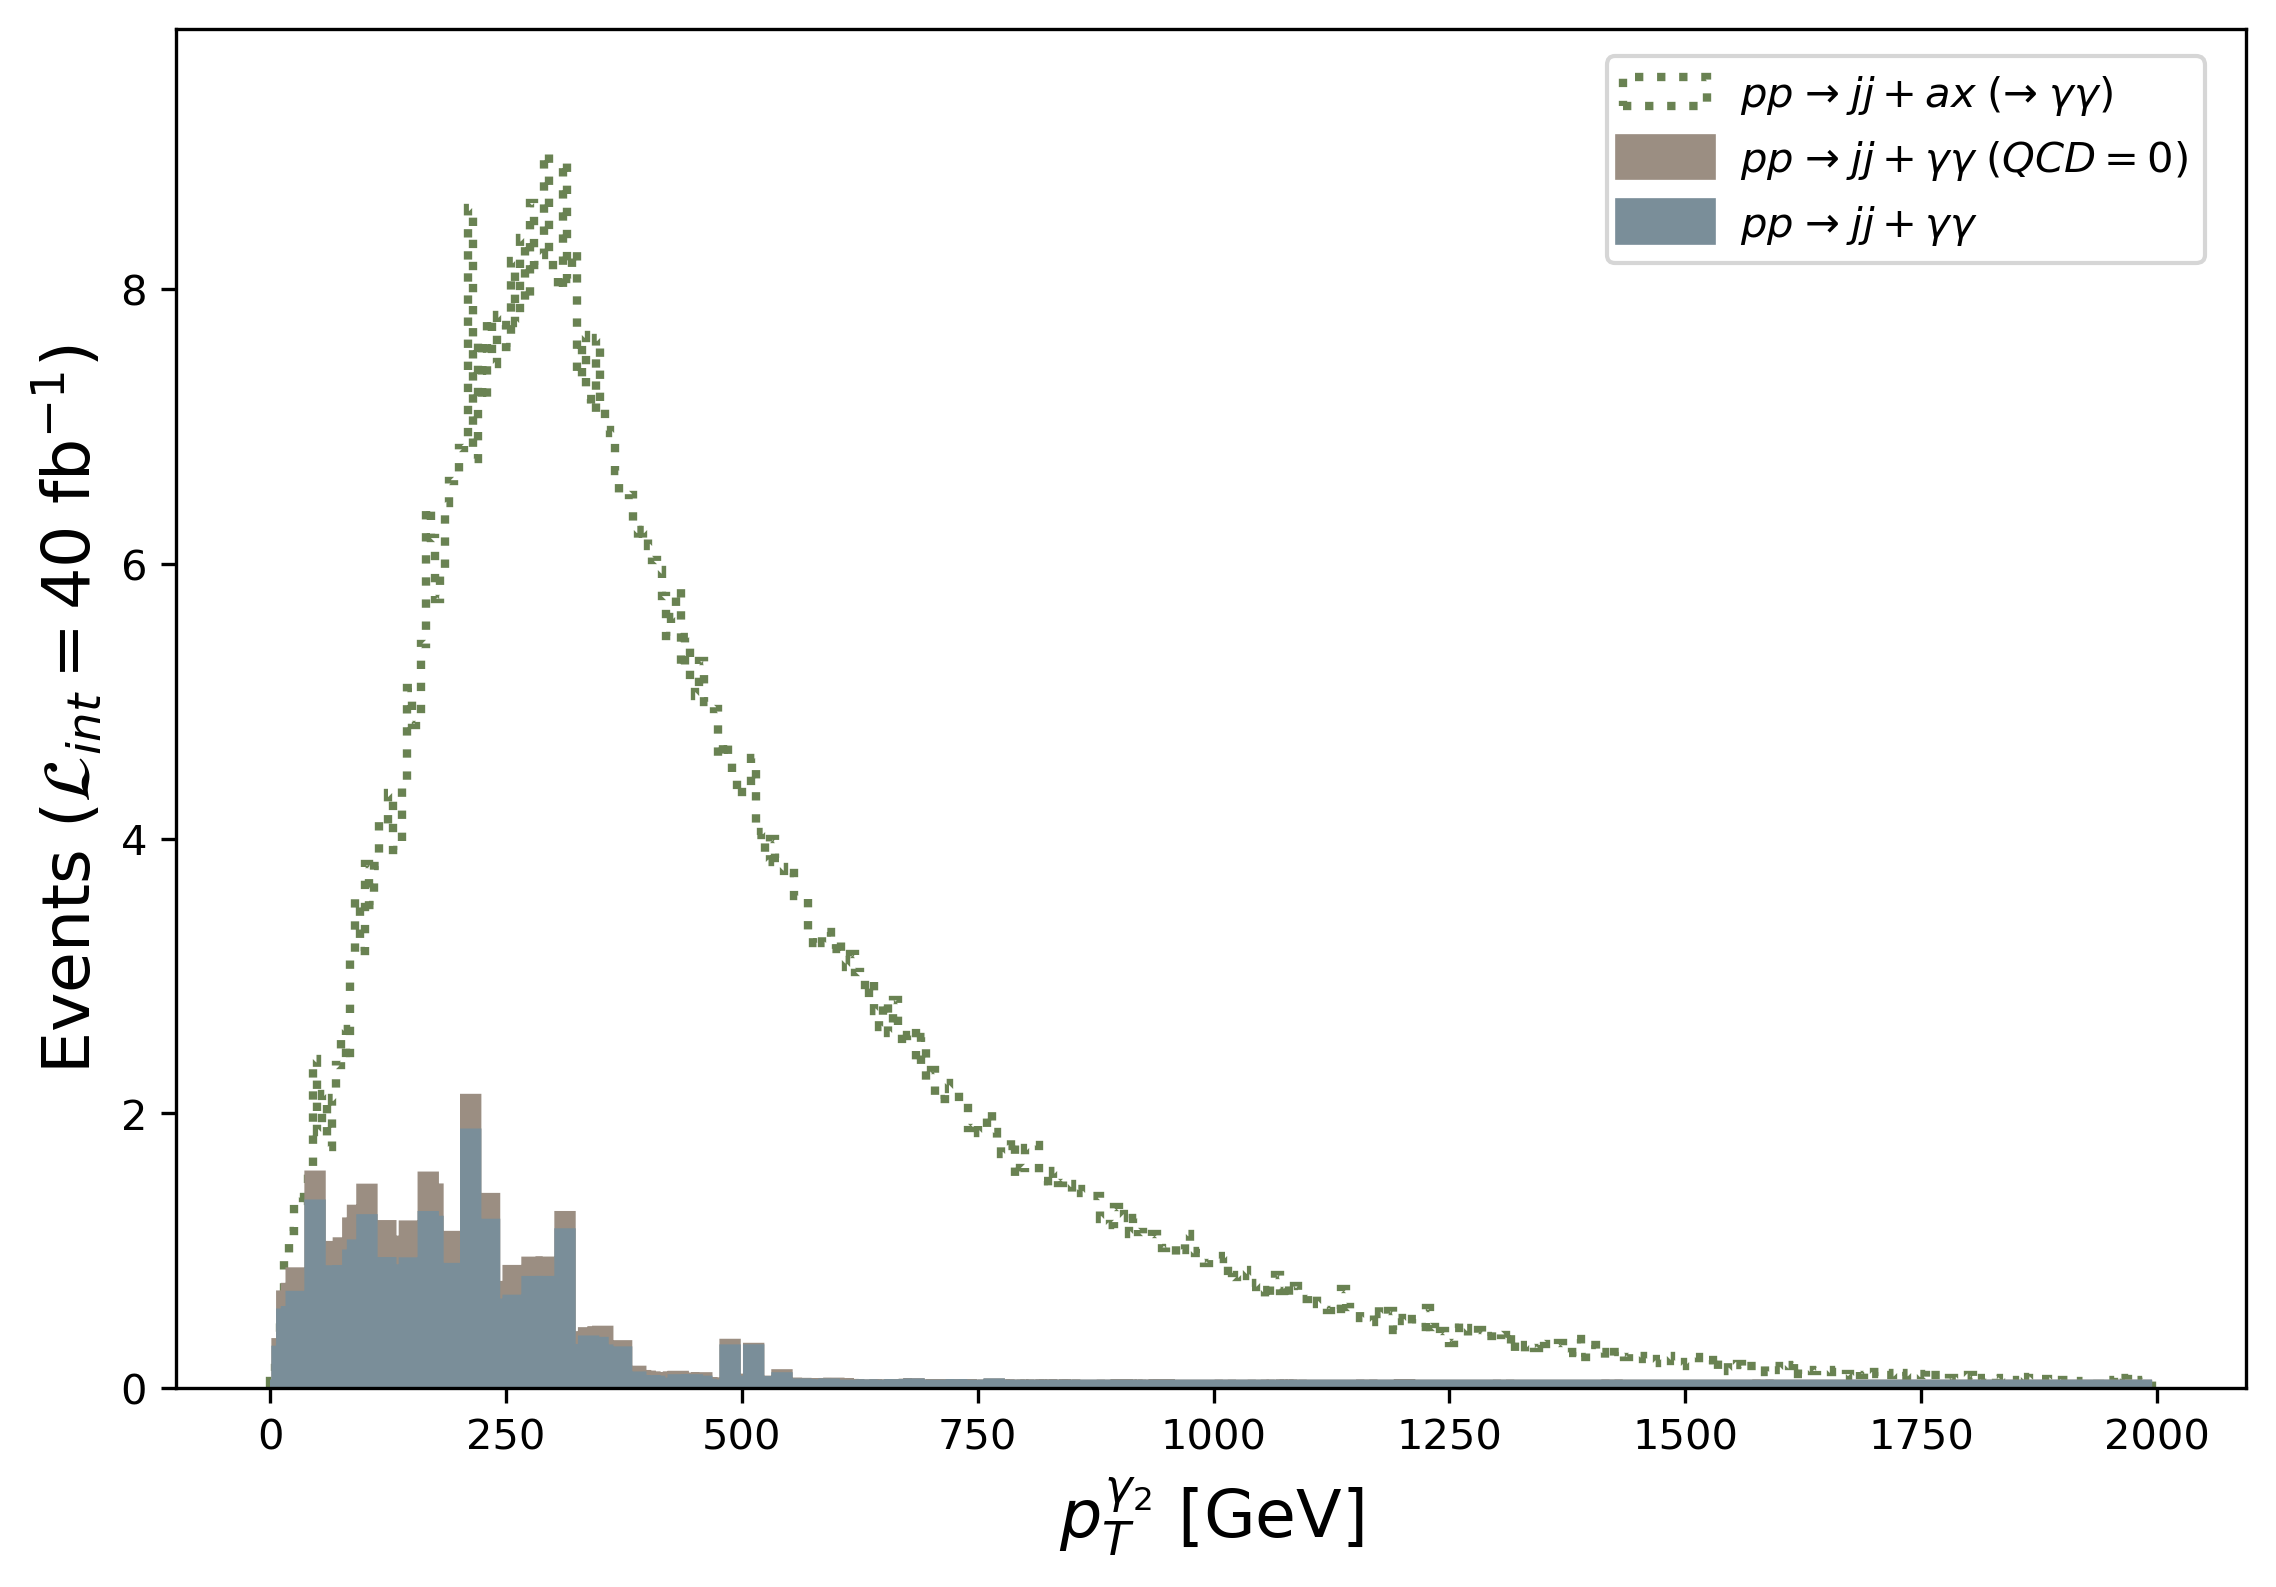 pp → jj + ax (→ γγ)
pp → jj + γγ (QCD = 0)
pp → jj + γγ
Events (ℒ_int = 40 fb⁻¹)
8
6
4
2
0
0 250 500 750 1000 1250 1500 1750 2000
p_T^γ₂ [GeV]